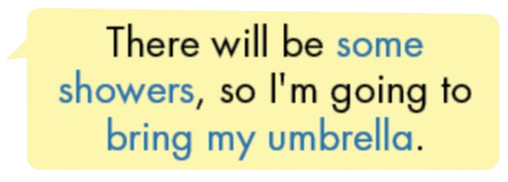 There will be some
showers, so I'm going to
bring my umbrella.